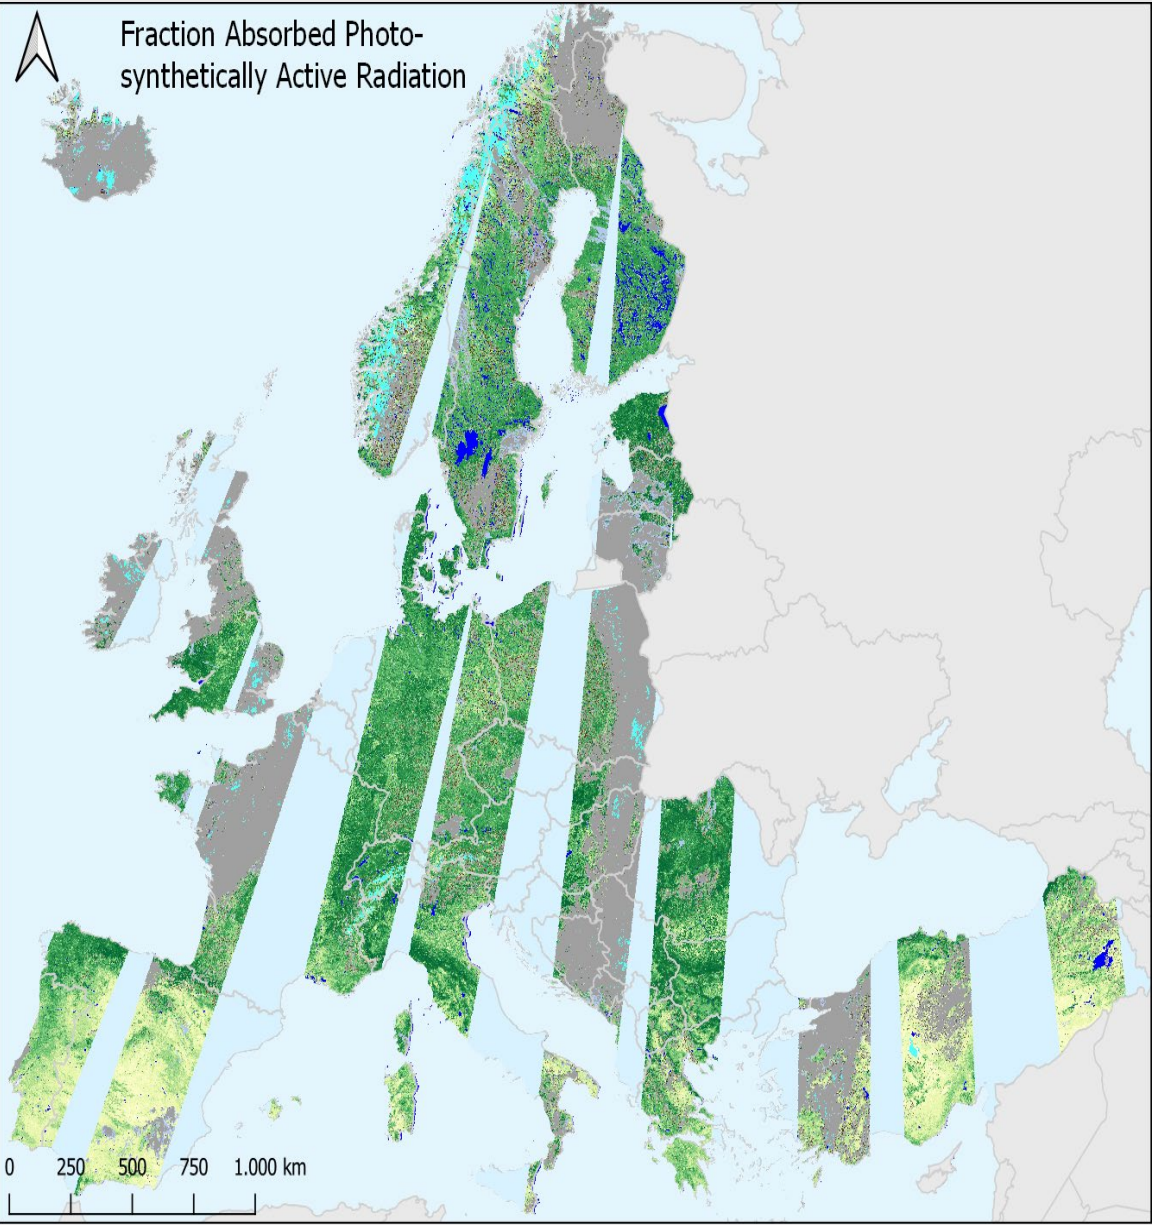 Fraction Absorbed Photo-
synthetically Active Radiation
0 250 500 750 1.000 km